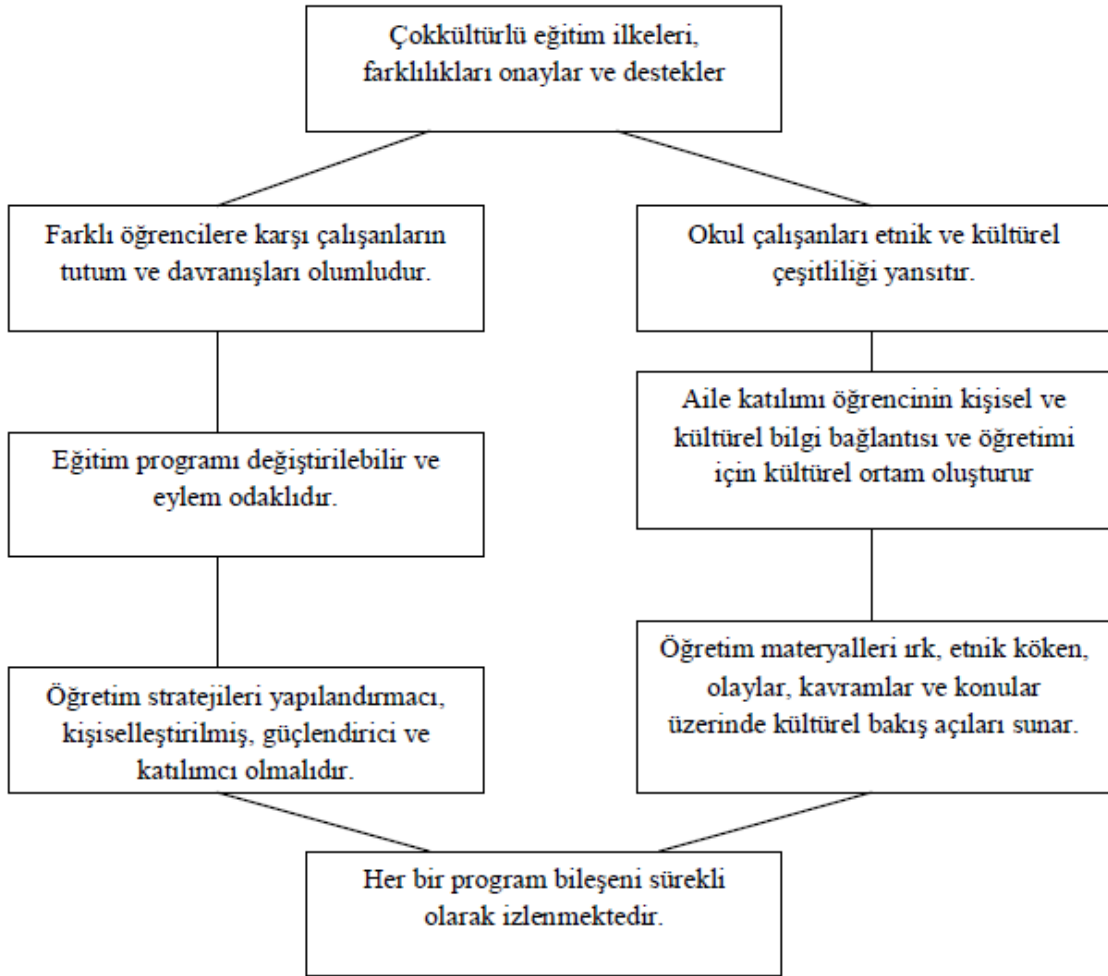 Çokkültürlü eğitim ilkeleri,
farklılıkları onaylar ve destekler
Farklı öğrencilere karşı çalışanların
tutum ve davranışları olumludur.
Okul çalışanları etnik ve kültürel
çeşitliliği yansıtır.
Eğitim programı değiştirilebilir ve
eylem odaklıdır.
Aile katılımı öğrencinin kişisel ve
kültürel bilgi bağlantısı ve öğretimi
için kültürel ortam oluşturur
Öğretim stratejileri yapılandırmacı,
kişiselleştirilmiş, güçlendirici ve
katılımcı olmalıdır.
Öğretim materyalleri ırk, etnik köken,
olaylar, kavramlar ve konular
üzerinde kültürel bakış açıları sunar.
Her bir program bileşeni sürekli
olarak izlenmektedir.